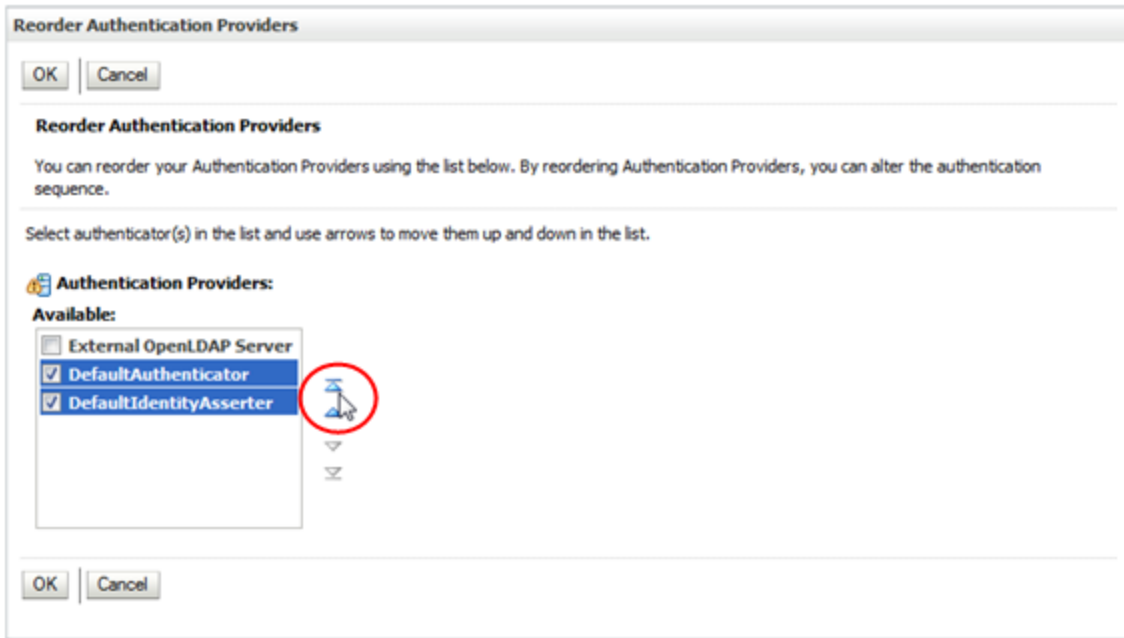 Reorder Authentication Providers
OK Cancel
Reorder Authentication Providers
You can reorder your Authentication Providers using the list below. By reordering Authentication Providers, you can alter the authentication
sequence.
Select authenticator(s) in the list and use arrows to move them up and down in the list.
Authentication Providers:
Available:
External OpenLDAP Server
DefaultAuthenticator
DefaultIdentityAsserter
OK Cancel